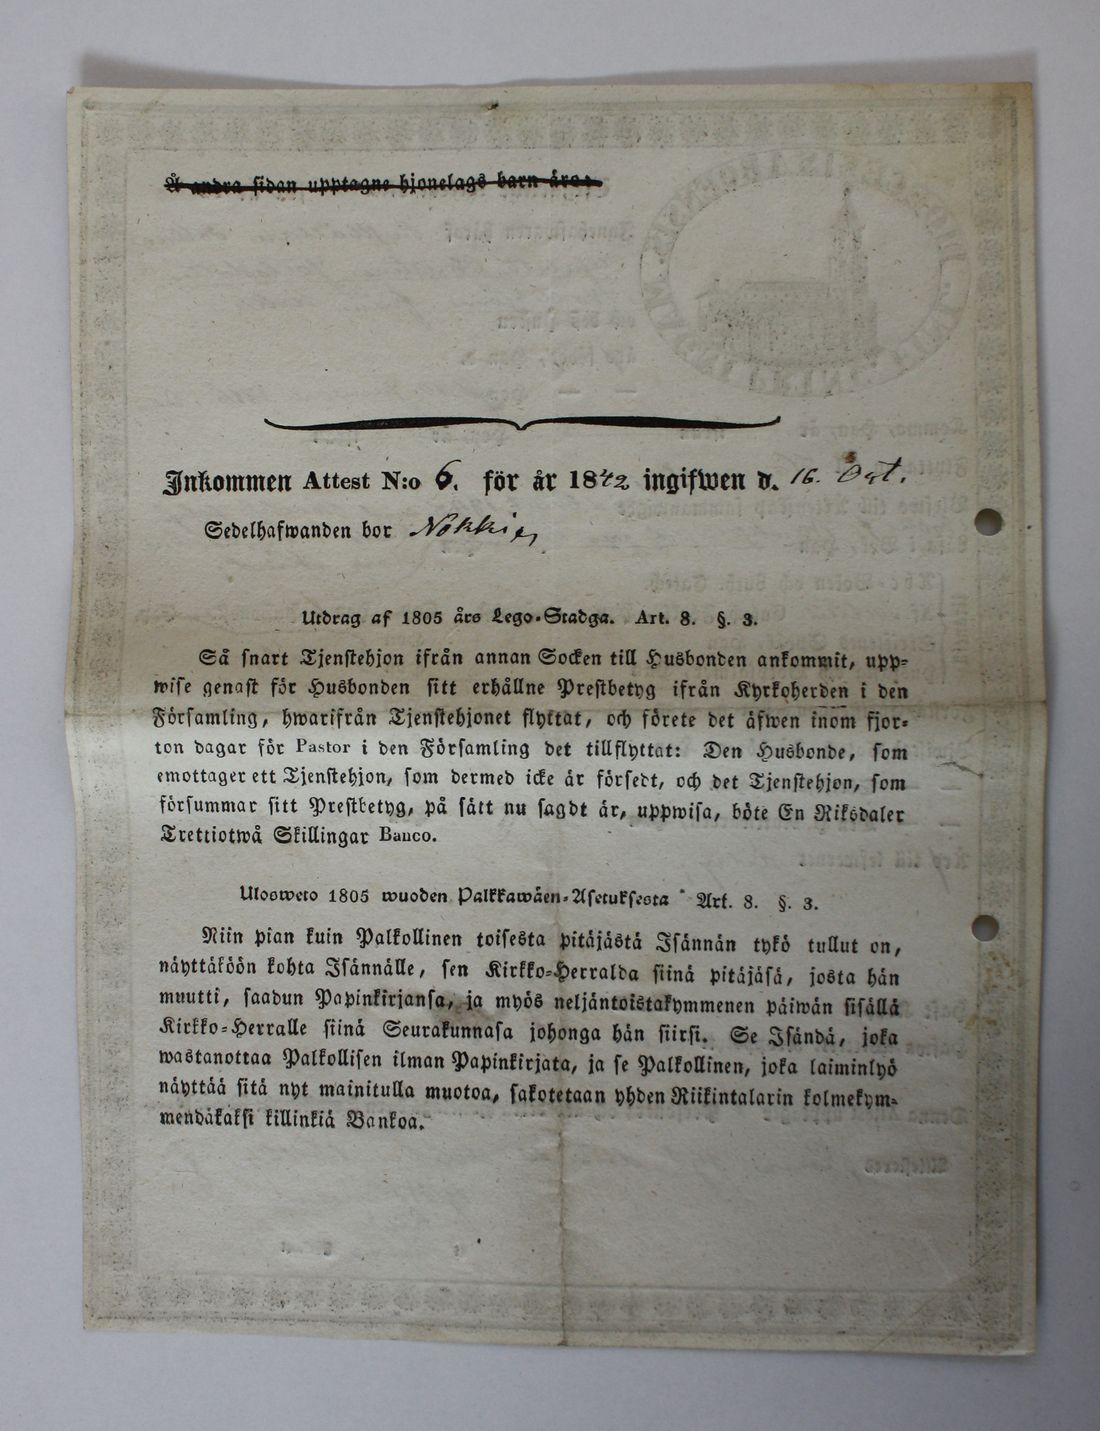 Å andra sidan upptagne hjonelags barn äro:
Inkommen Attest N:o 6. för år 1842 ingifwen d. 16. Oct.
Sedelhafwanden bor Nokkis,
Utdrag af 1805 års Lego-Stadga. Art. 8. §. 3.
Så snart Tjenstehjon ifrån annan Socken till Husbonden ankommit, upp-
wise genast för Husbonden sitt erhållne Prestbetyg ifrån Kyrkoherden i den
Församling, hwarifrån Tjenstehjonet flyttat, och förete det äfwen inom fjor-
ton dagar för Pastor i den Församling det tillflyttat: Den Husbonde, som
emottager ett Tjenstehjon, som dermed icke är försedt, och det Tjenstehjon, som
försummar sitt Prestbetyg, på sätt nu sagdt är, uppwisa, böte En Riksdaler
Trettiotwå Skillingar Banco.
Ulosweto 1805 wuoden Palkkawäen-Asetuksesta Art. 8. §. 3.
Niin pian kuin Palkollinen toisesta pitäjästä Isännän tykö tullut on,
näyttäköön kohta Isännälle, sen Kirkko-Herralda siinä pitäjäsä, josta hän
muutti, saadun Papinkirjansa, ja myös neljäntoistakymmenen päiwän sisällä
Kirkko-Herralle siinä Seurakunnasa johonga hän siirsi. Se Isändä, joka
wastanottaa Palkollisen ilman Papinkirjata, ja se Palkollinen, joka laiminlyö
näyttää sitä nyt mainitulla muotoa, sakotetaan yhden Riikintalarin kolmekym-
mendäkaksi killinkiä Bankoa.